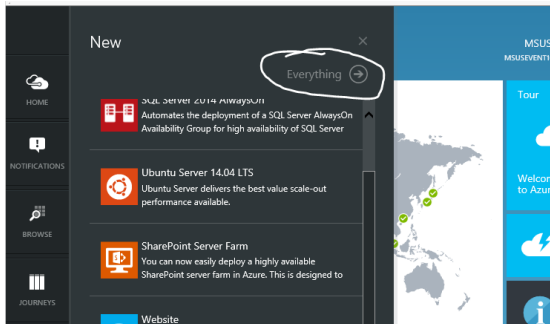 New
Everything
MSUS
MSUSEVENTI
HOME
NOTIFICATIONS
BROWSE
JOURNEYS
SQL Server 2014 AlwaysOn
Automates the deployment of a SQL Server AlwaysOn
Availability Group for high availability of SQL Server
Ubuntu Server 14.04 LTS
Ubuntu Server delivers the best value scale-out
performance available.
SharePoint Server Farm
You can now easily deploy a highly available
SharePoint server farm in Azure. This is designed to
Website
Tour
Welcom
to Azur